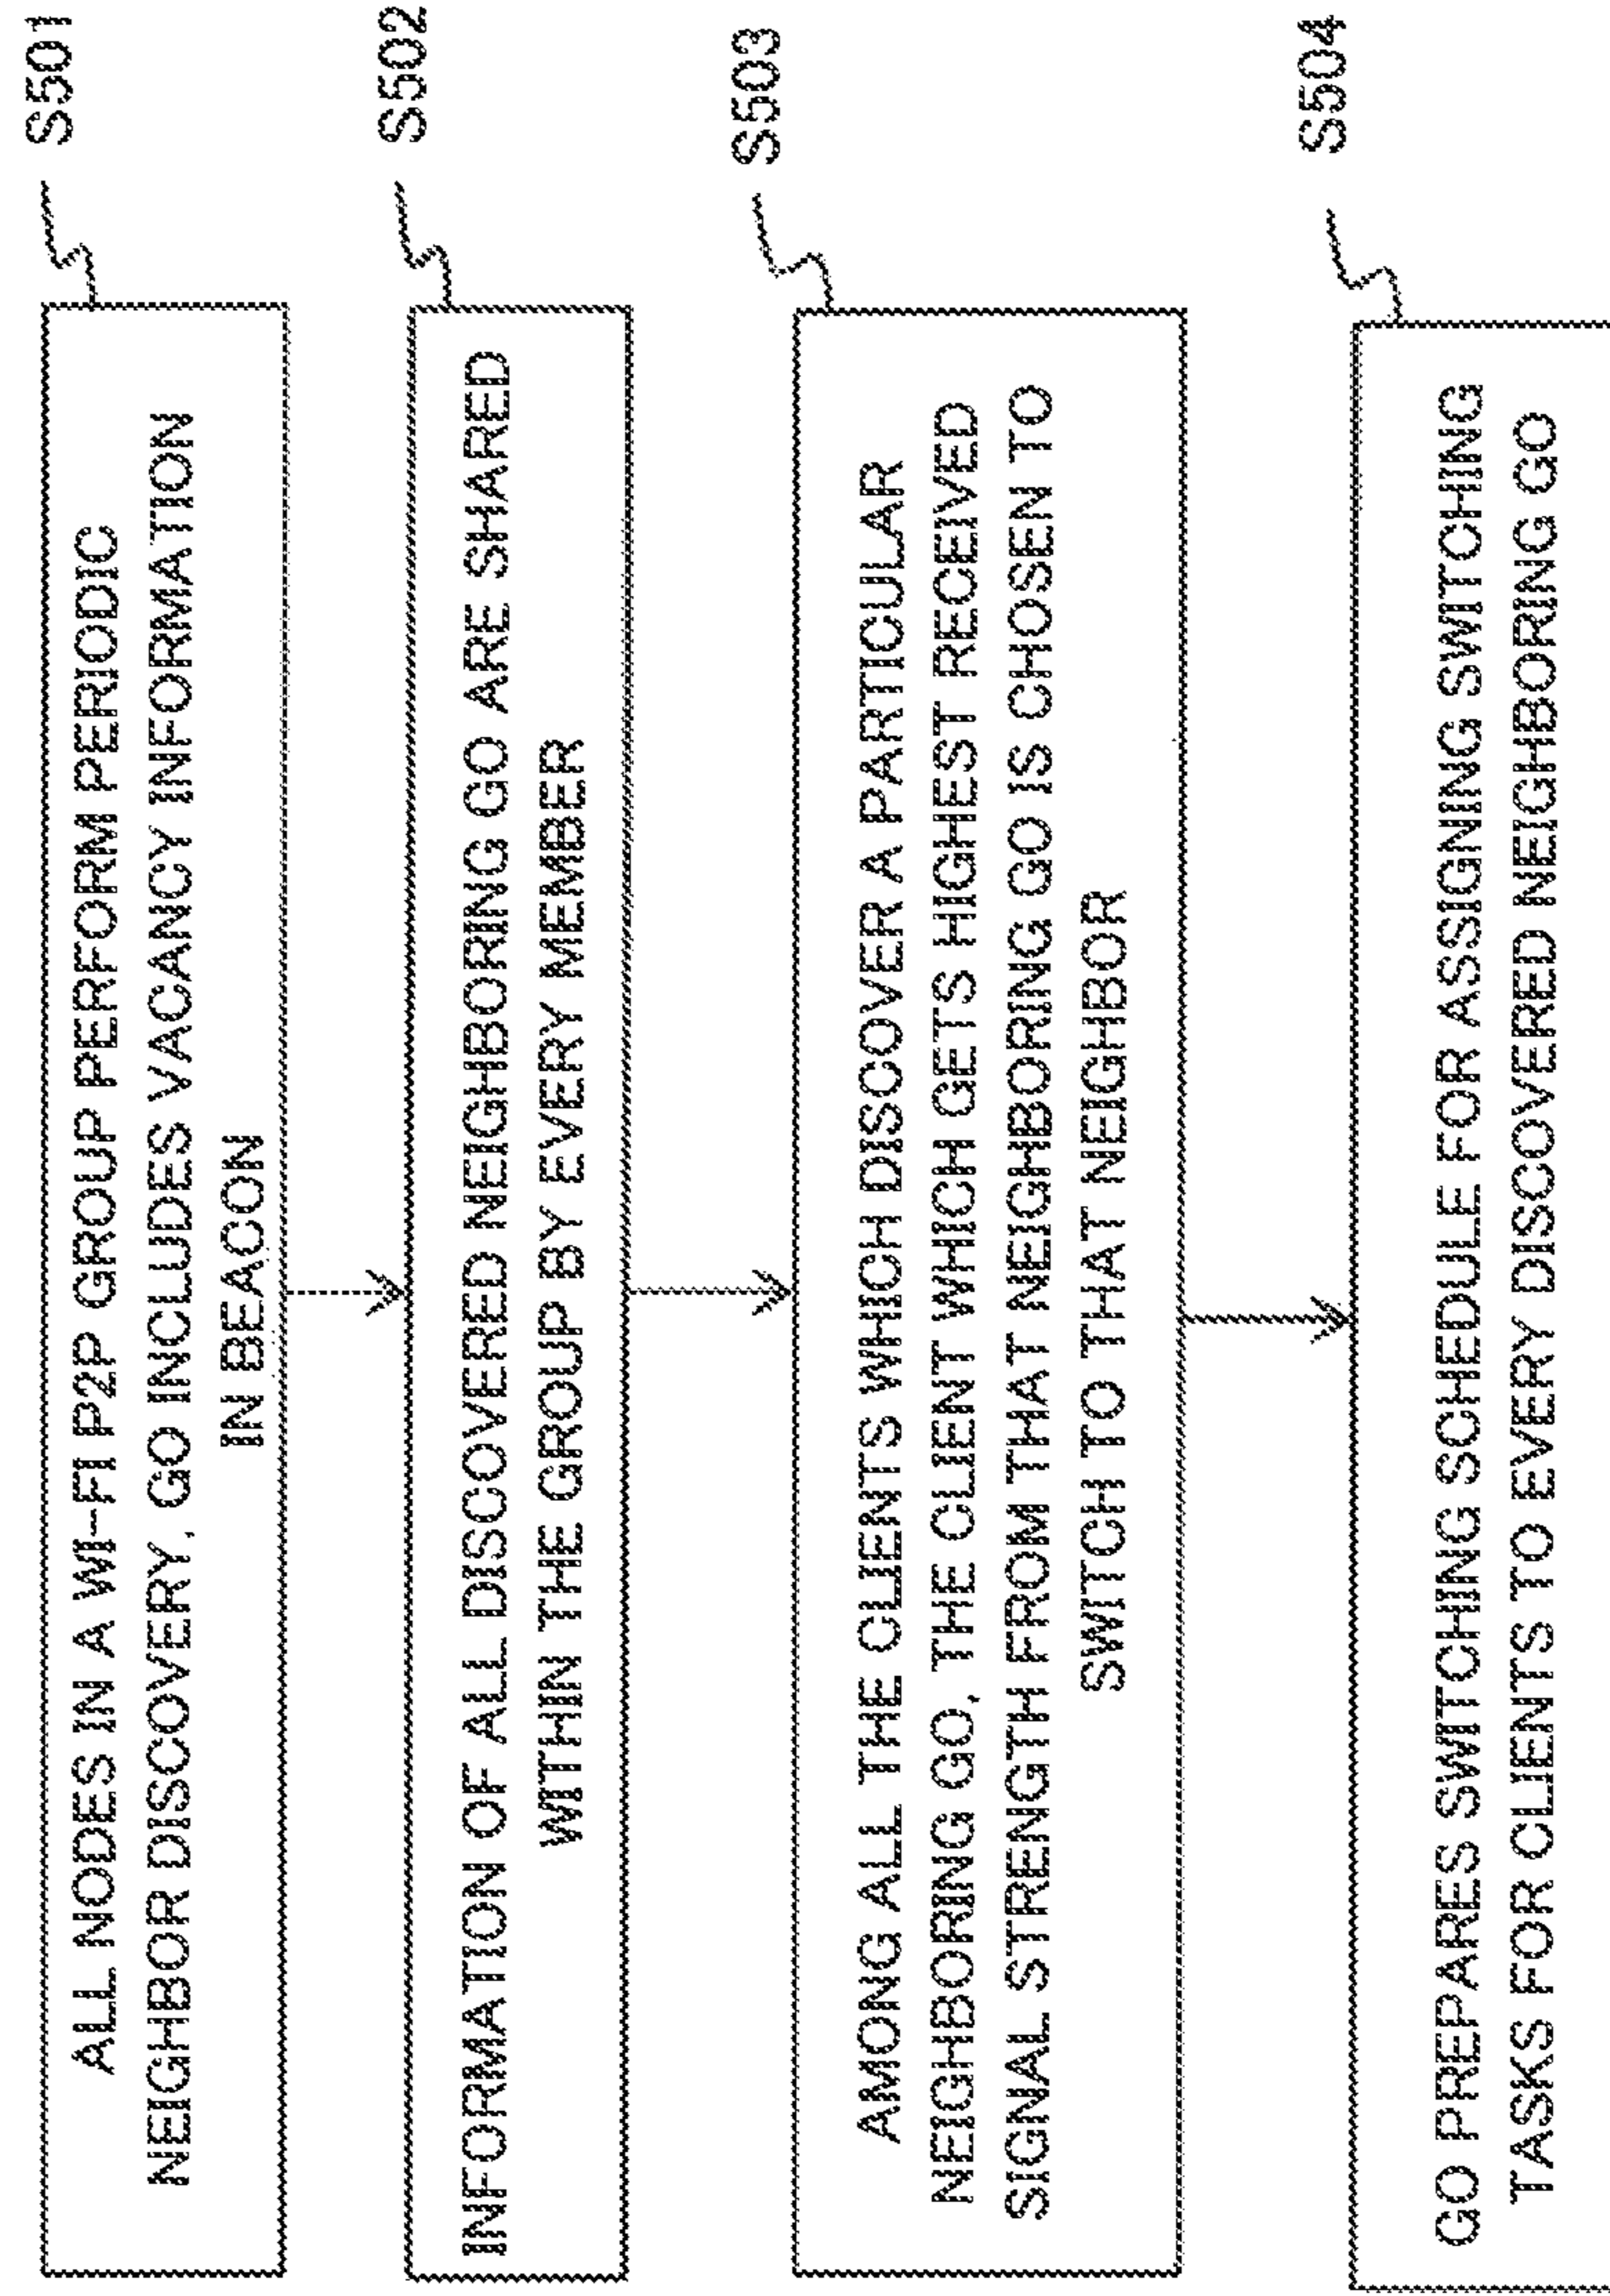 ALL NODES IN A WI-FI P2P GROUP PERFORM PERIODIC
NEIGHBOR DISCOVERY, GO INCLUDES VACANCY INFORMATION
IN BEACON
S501
INFORMATION OF ALL DISCOVERED NEIGHBORING GO ARE SHARED
WITHIN THE GROUP BY EVERY MEMBER
S502
AMONG ALL THE CLIENTS WHICH DISCOVER A PARTICULAR
NEIGHBORING GO, THE CLIENT WHICH GETS HIGHEST RECEIVED
SIGNAL STRENGTH FROM THAT NEIGHBORING GO IS CHOSEN TO
SWITCH TO THAT NEIGHBOR
S503
GO PREPARES SWITCHING SCHEDULE FOR ASSIGNING SWITCHING
TASKS FOR CLIENTS TO EVERY DISCOVERED NEIGHBORING GO
S504